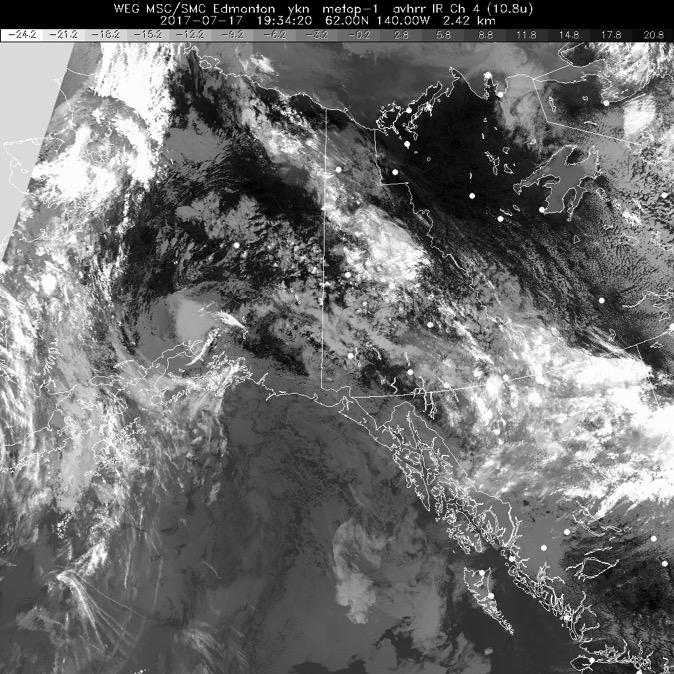 WEG MSC/SMC Edmonton ykn metop-1 avhrr IR Ch 4 (10.8u)
2017-07-17 19:34:20 62.00N 140.00W 2.42 km
-24.2 -21.2 -18.2 -15.2 -12.2 -9.2 -6.2 -3.2 -0.2 2.8 5.8 8.8 11.8 14.8 17.8 20.8